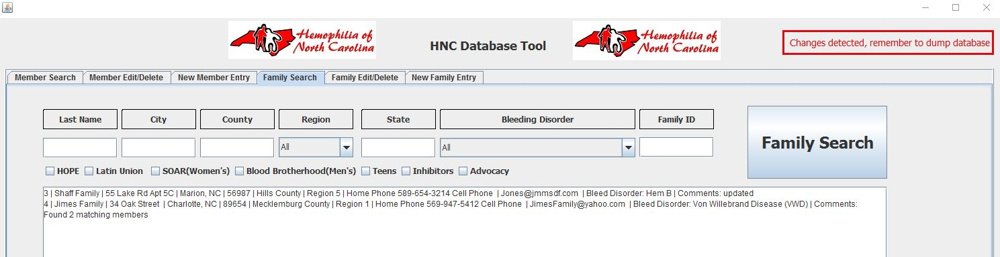 Hemophilia of
North Carolina
HNC Database Tool
Hemophilia of
North Carolina
Changes detected, remember to dump database
Member Search Member Edit/Delete New Member Entry Family Search Family Edit/Delete New Family Entry
Last Name City County Region State Bleeding Disorder Family ID
Family Search
All All
HOPE Latin Union SOAR(Women's) Blood Brotherhood(Men's) Teens Inhibitors Advocacy
3 | Shaff Family | 55 Lake Rd Apt 5C | Marion, NC | 56987 | Hills County | Region 5 | Home Phone 589-654-3214 Cell Phone | Jones@jmmsdf.com | Bleed Disorder: Hem B | Comments: updated
4 | Jimes Family | 34 Oak Street | Charlotte, NC | 89654 | Mecklemburg County | Region 1 | Home Phone 569-947-5412 Cell Phone | JimesFamily@yahoo.com | Bleed Disorder: Von Willebrand Disease (VWD) | Comments:
Found 2 matching members